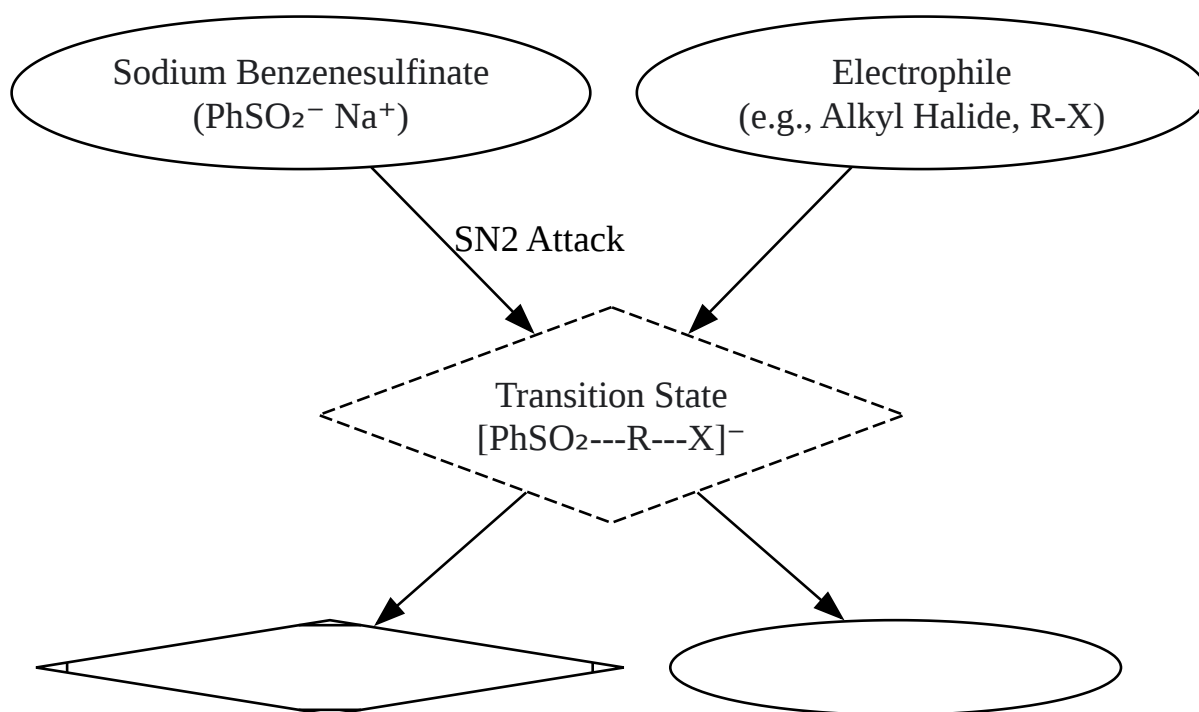 Sodium Benzenesulfinate
(PhSO₂⁻ Na⁺)
Electrophile
(e.g., Alkyl Halide, R-X)
SN2 Attack
Transition State
[PhSO₂---R---X]⁻